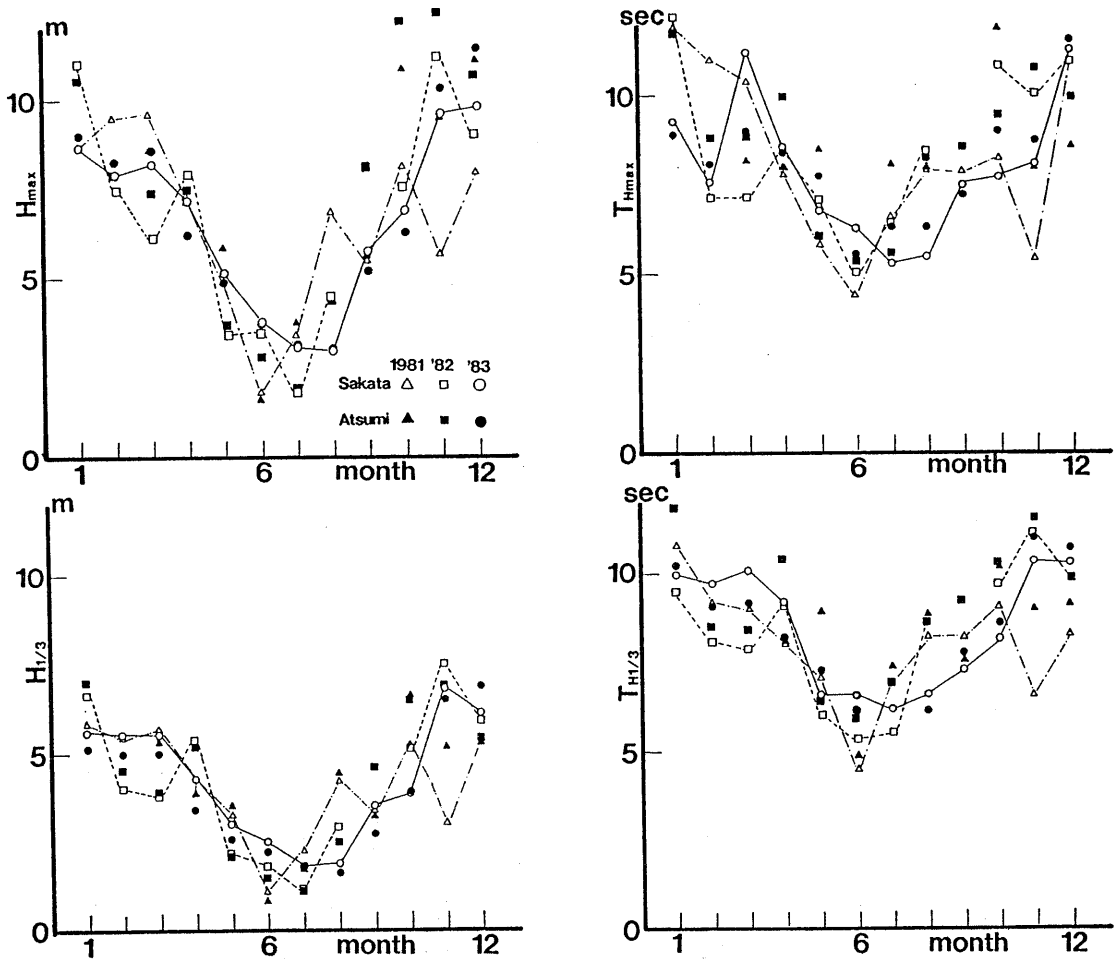 m
10
5
0
Hmax
1 6 month 12
1981 '82 '83
Sakata △ □ ○
Atsumi ▲ ■ ●
sec
10
5
0
THmax
1 6 month 12
m
10
5
0
H1/3
1 6 month 12
sec
10
5
0
TH1/3
1 6 month 12